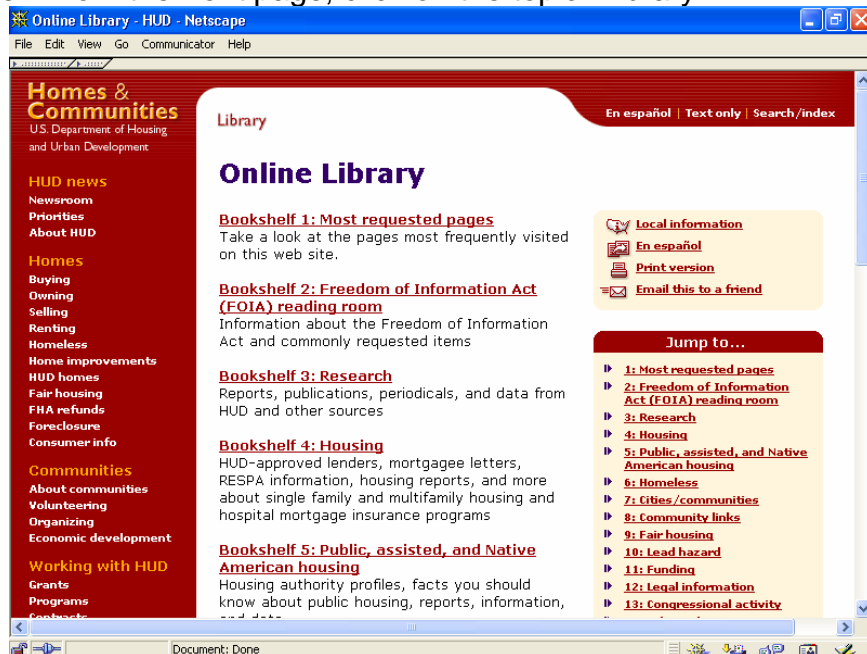 Online Library - HUD - Netscape
File Edit View Go Communicator Help
Homes &
Communities
U.S. Department of Housing
and Urban Development
Library
En español | Text only | Search/index
HUD news
Newsroom
Priorities
About HUD
Homes
Buying
Owning
Selling
Renting
Homeless
Home improvements
HUD homes
Fair housing
FHA refunds
Foreclosure
Consumer info
Communities
About communities
Volunteering
Organizing
Economic development
Working with HUD
Grants
Programs
Contracts
Online Library
Bookshelf 1: Most requested pages
Take a look at the pages most frequently visited
on this web site.
Bookshelf 2: Freedom of Information Act
(FOIA) reading room
Information about the Freedom of Information
Act and commonly requested items
Bookshelf 3: Research
Reports, publications, periodicals, and data from
HUD and other sources
Bookshelf 4: Housing
HUD-approved lenders, mortgagee letters,
RESPA information, housing reports, and more
about single family and multifamily housing and
hospital mortgage insurance programs
Bookshelf 5: Public, assisted, and Native
American housing
Housing authority profiles, facts you should
know about public housing, reports, information,
and data
Local information
En español
Print version
Email this to a friend
Jump to...
1: Most requested pages
2: Freedom of Information
Act (FOIA) reading room
3: Research
4: Housing
5: Public, assisted, and Native
American housing
6: Homeless
7: Cities/communities
8: Community links
9: Fair housing
10: Lead hazard
11: Funding
12: Legal information
13: Congressional activity
Document: Done